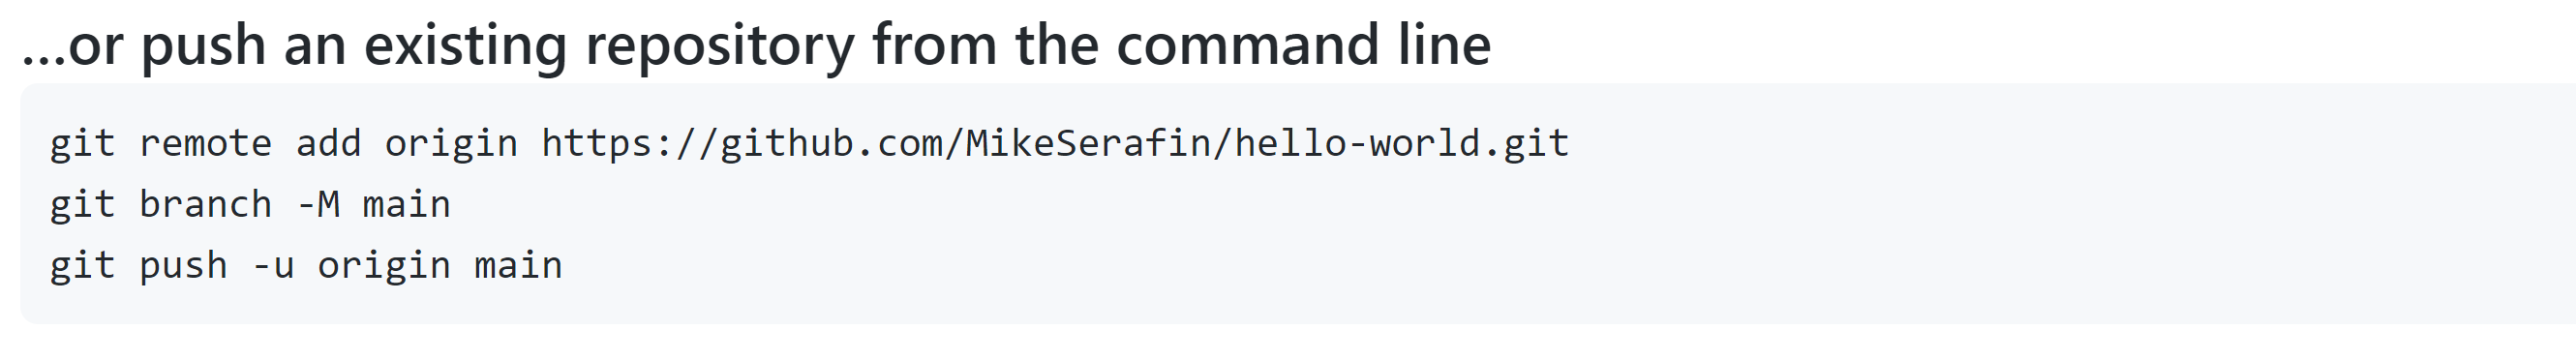 ...or push an existing repository from the command line
git remote add origin https://github.com/MikeSerafin/hello-world.git
git branch -M main
git push -u origin main